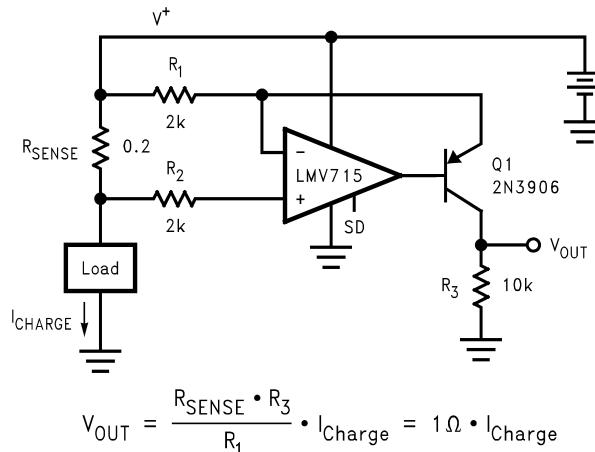 V+
R1
2k
RSENSE
0.2
R2
2k
−
+
LMV715
SD
Q1
2N3906
VOUT
R3
10k
Load
ICHARGE
VOUT = RSENSE • R3 / R1 • ICharge = 1Ω • ICharge